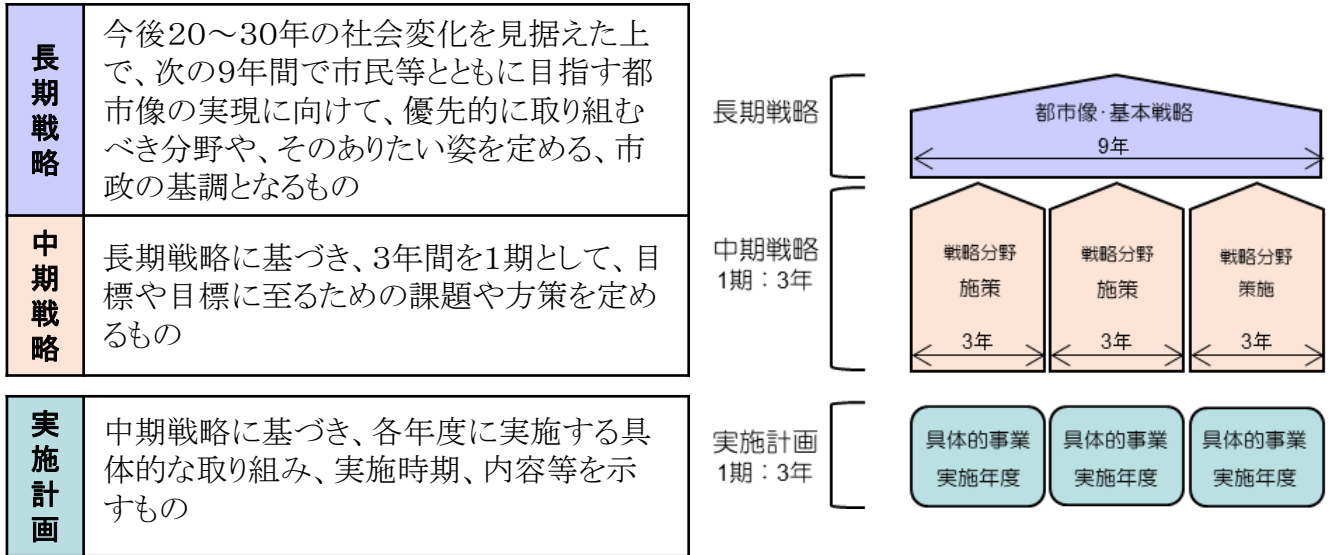 長期戦略
今後20～30年の社会変化を見据えた上
で、次の9年間で市民等とともに目指す都
市像の実現に向けて、優先的に取り組む
べき分野や、そのありたい姿を定める、市
政の基調となるもの
中期戦略
長期戦略に基づき、3年間を1期として、目
標や目標に至るための課題や方策を定め
るもの
実施計画
中期戦略に基づき、各年度に実施する具
体的な取り組み、実施時期、内容等を示
すもの
長期戦略
都市像・基本戦略
9年
中期戦略
1期：3年
戦略分野
施策
3年
戦略分野
施策
3年
戦略分野
策施
3年
実施計画
1期：3年
具体的事業
実施年度
具体的事業
実施年度
具体的事業
実施年度